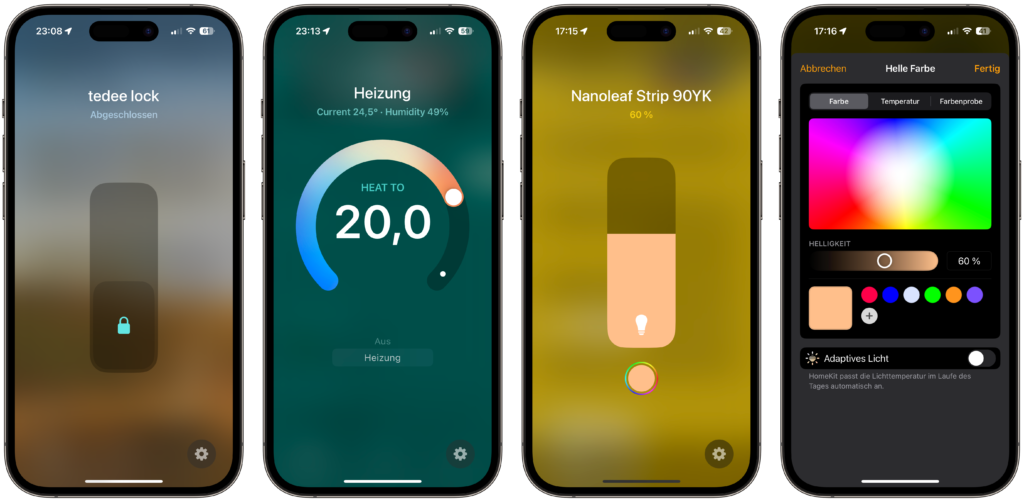 23:08
61
tedee lock
Abgeschlossen
23:13
59
Heizung
Current 24,5° · Humidity 49%
HEAT TO
20,0
Aus
Heizung
17:15
42
Nanoleaf Strip 90YK
60 %
17:16
41
Abbrechen
Helle Farbe
Fertig
Farbe
Temperatur
Farbenprobe
HELLIGKEIT
60 %
Adaptives Licht
HomeKit passt die Lichttemperatur im Laufe des
Tages automatisch an.